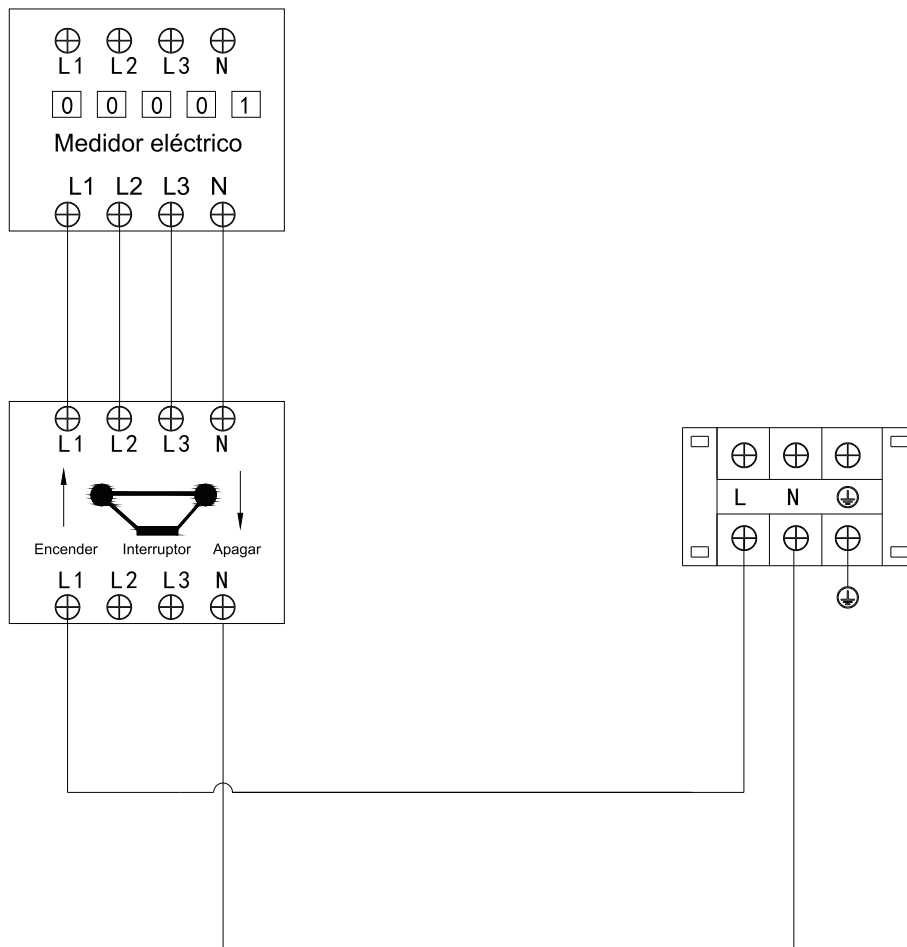 L1 L2 L3 N
0 0 0 0 1
Medidor eléctrico
L1 L2 L3 N
L1 L2 L3 N
Encender Interruptor Apagar
L1 L2 L3 N
L N